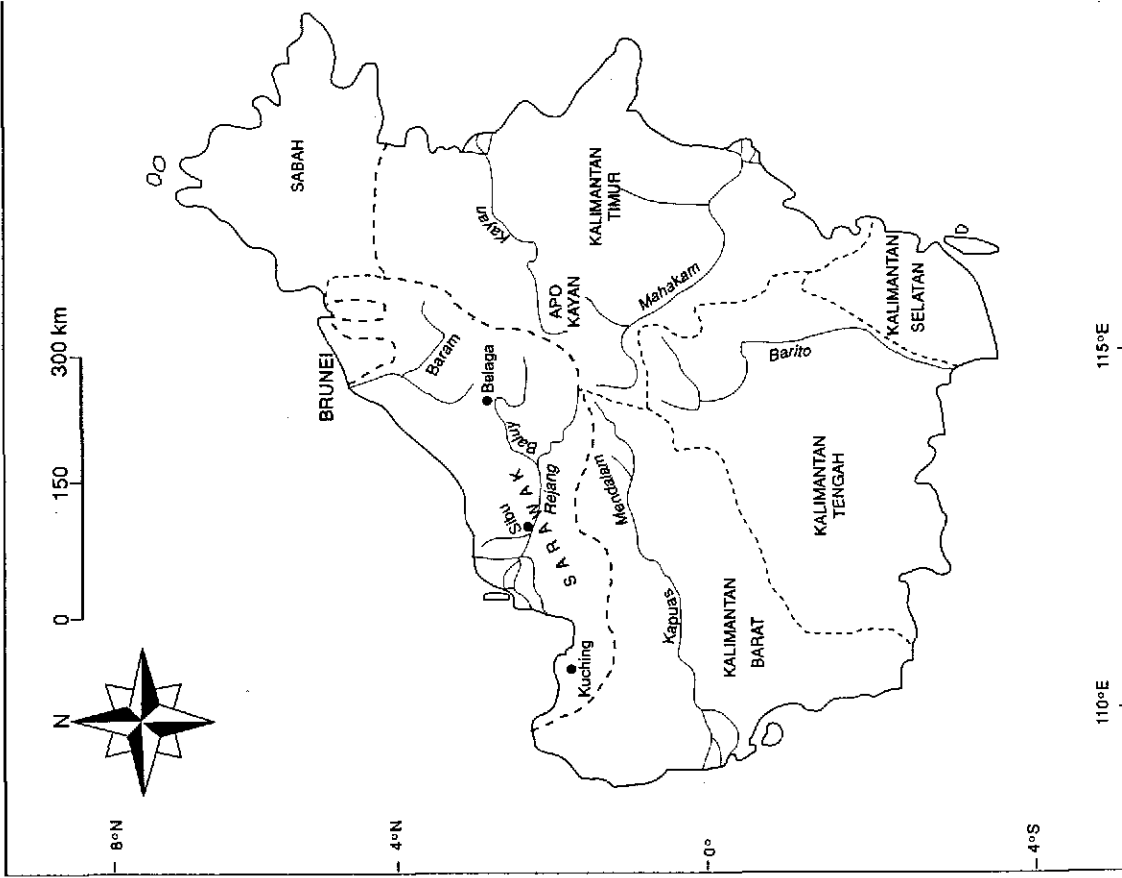 0 150 300 km
N
8°N
4°N
0°
4°S
110°E
115°E
SABAH
BRUNEI
Baram
Belaga
Kayan
APO
KAYAN
KALIMANTAN
TIMUR
Mahakam
Baluy
Rejang
Sibu
SARAWAK
Kuching
Mendalam
Kapuas
KALIMANTAN
BARAT
KALIMANTAN
TENGAH
Barito
KALIMANTAN
SELATAN